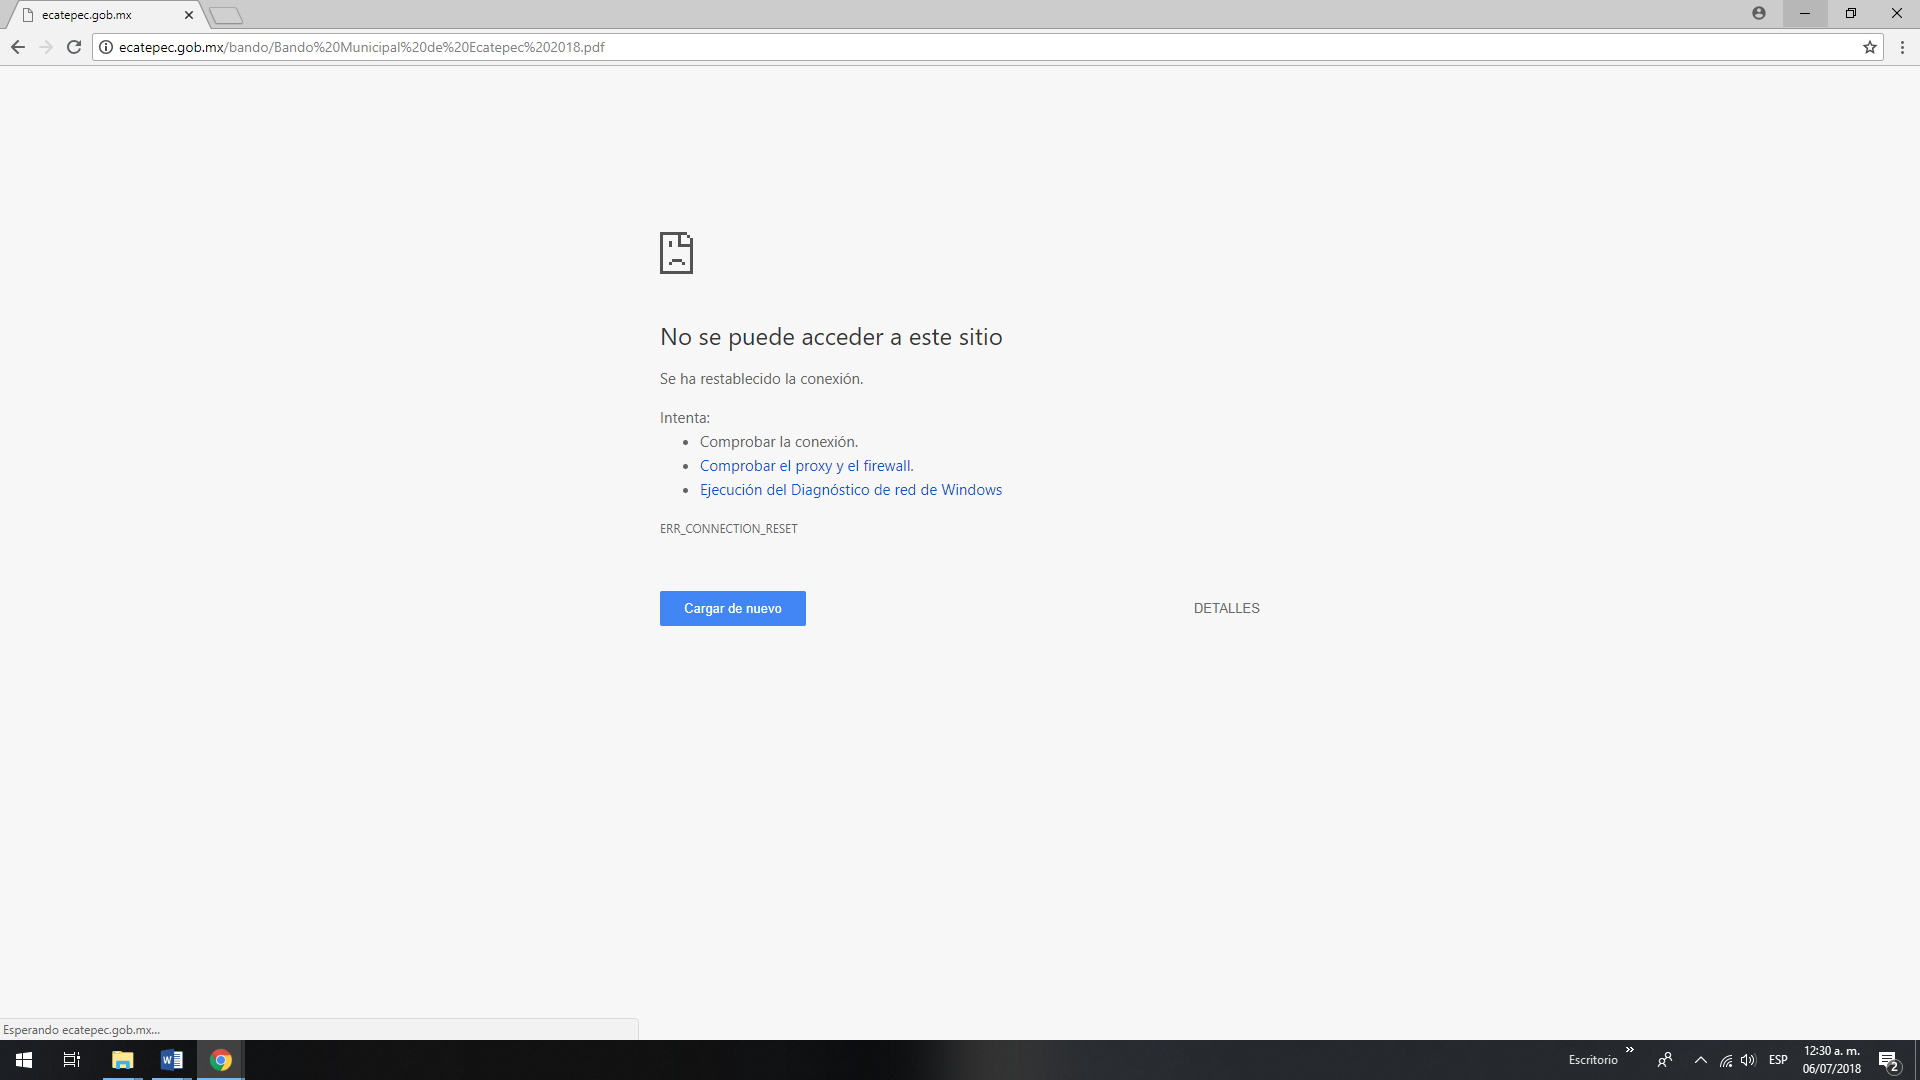 ecatepec.gob.mx
ecatepec.gob.mx/bando/Bando%20Municipal%20de%20Ecatepec%202018.pdf
No se puede acceder a este sitio
Se ha restablecido la conexión.
Intenta:
• Comprobar la conexión.
• Comprobar el proxy y el firewall.
• Ejecución del Diagnóstico de red de Windows
ERR_CONNECTION_RESET
Cargar de nuevo
DETALLES
Esperando ecatepec.gob.mx...
Escritorio
ESP
12:30 a. m.
06/07/2018
2